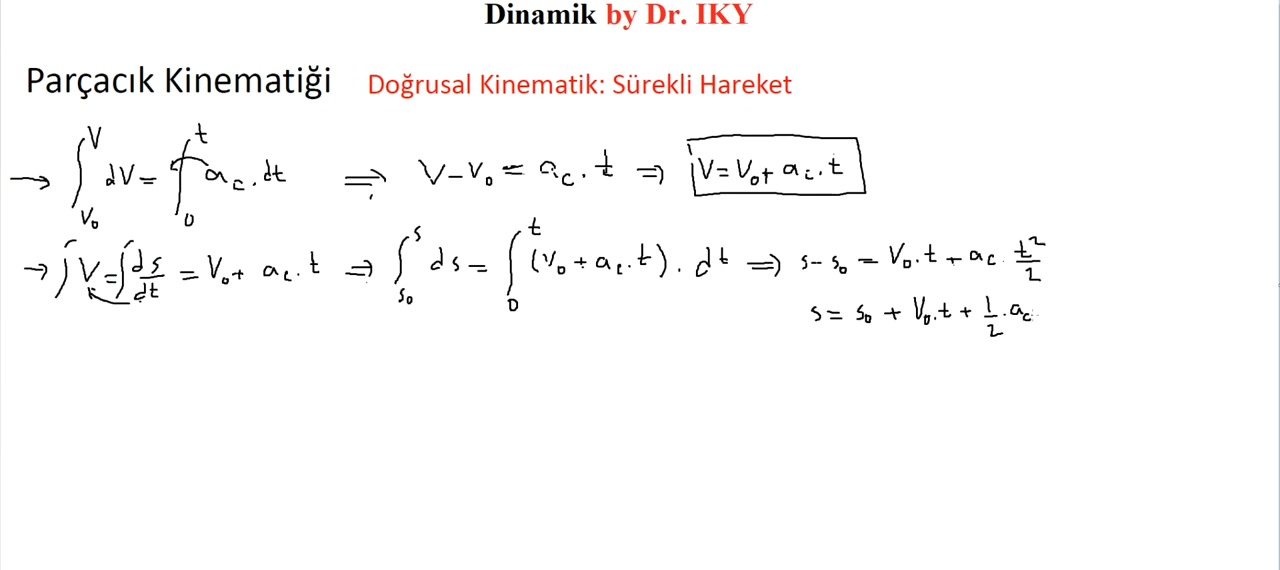 Dinamik by Dr. IKY
Parçacık Kinematiği Doğrusal Kinematik: Sürekli Hareket
→ ∫_{V₀}^{V} dV = ∫_{0}^{t} a_c . dt ⟹ V - V₀ = a_c . t ⇒ V = V₀ + a_c . t
→ ∫ V = ∫ ds/dt = V₀ + a_c . t ⇒ ∫_{s₀}^{s} ds = ∫_{0}^{t} (V₀ + a_c . t) . dt ⟹ s - s₀ = V₀ . t + a_c . t²/2
s = s₀ + V₀ . t + 1/2 . a_c